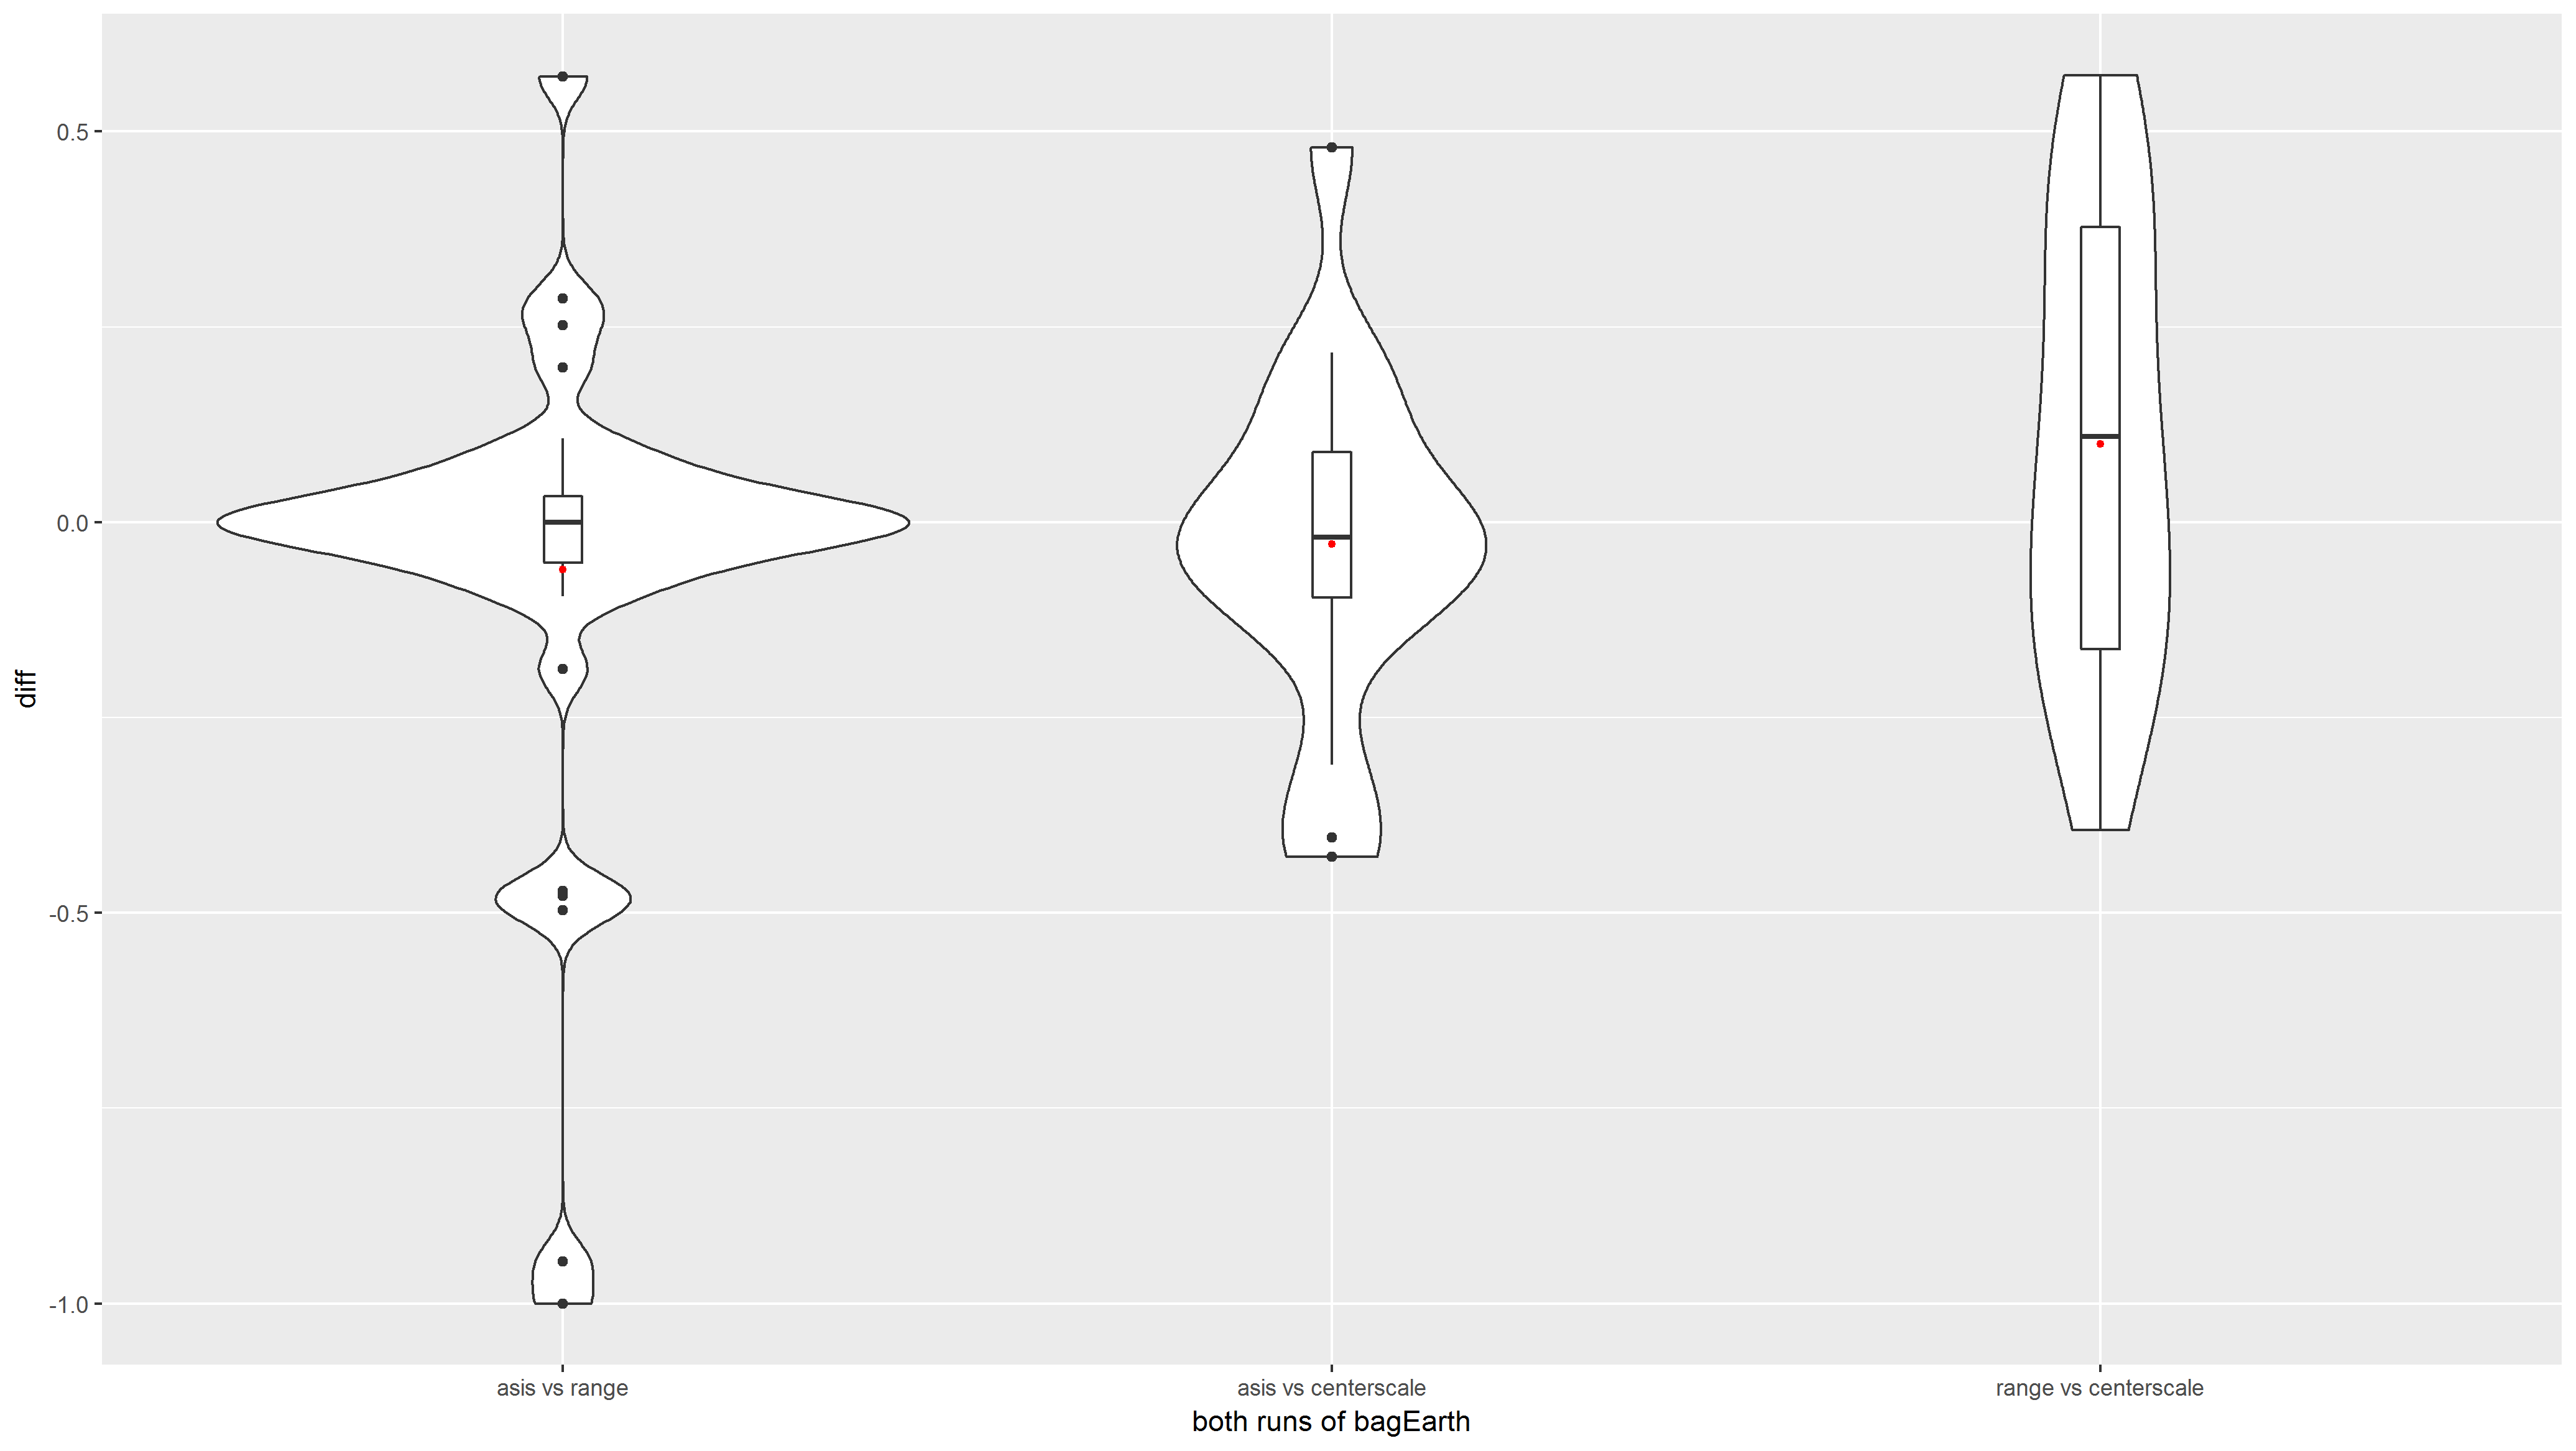 0.5
0.0
-0.5
-1.0
diff
asis vs range
asis vs centerscale
range vs centerscale
both runs of bagEarth